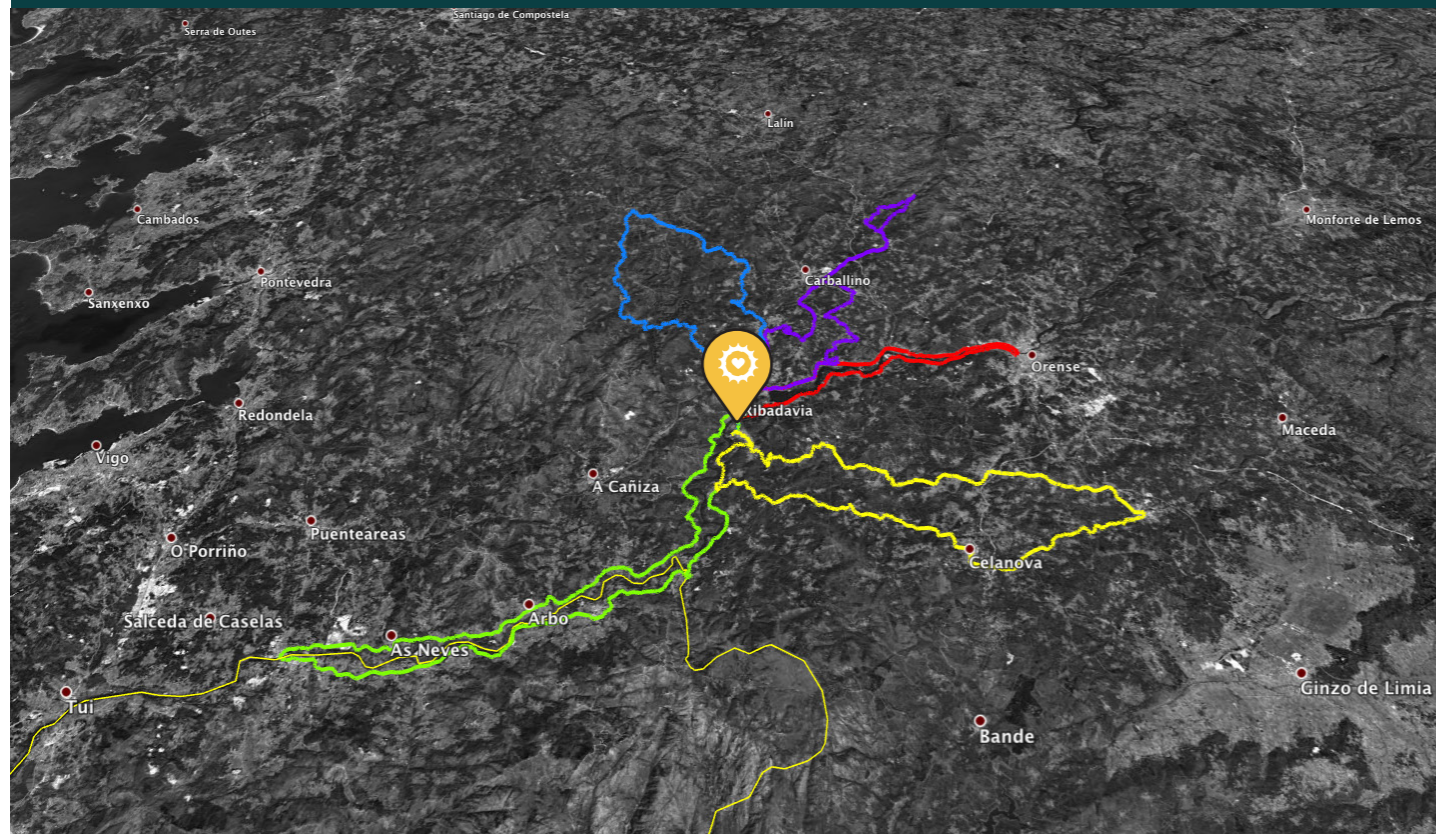 Santiago de Compostela
Serra de Outes
Lalín
Cambados
Monforte de Lemos
Pontevedra
Carballino
Sanxenxo
Orense
Redondela
Ribadavia
Maceda
Vigo
A Cañiza
Puenteareas
O Porriño
Celanova
Arbo
Salceda de Caselas
As Neves
Ginzo de Limia
Tui
Bande